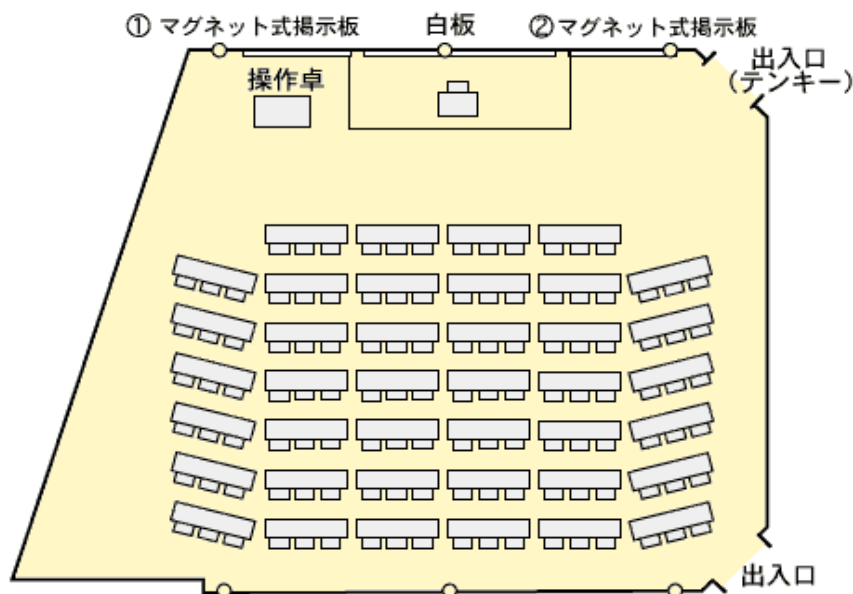 ① マグネット式掲示板
白板
②マグネット式掲示板
出入口
（テンキー）
操作卓
出入口